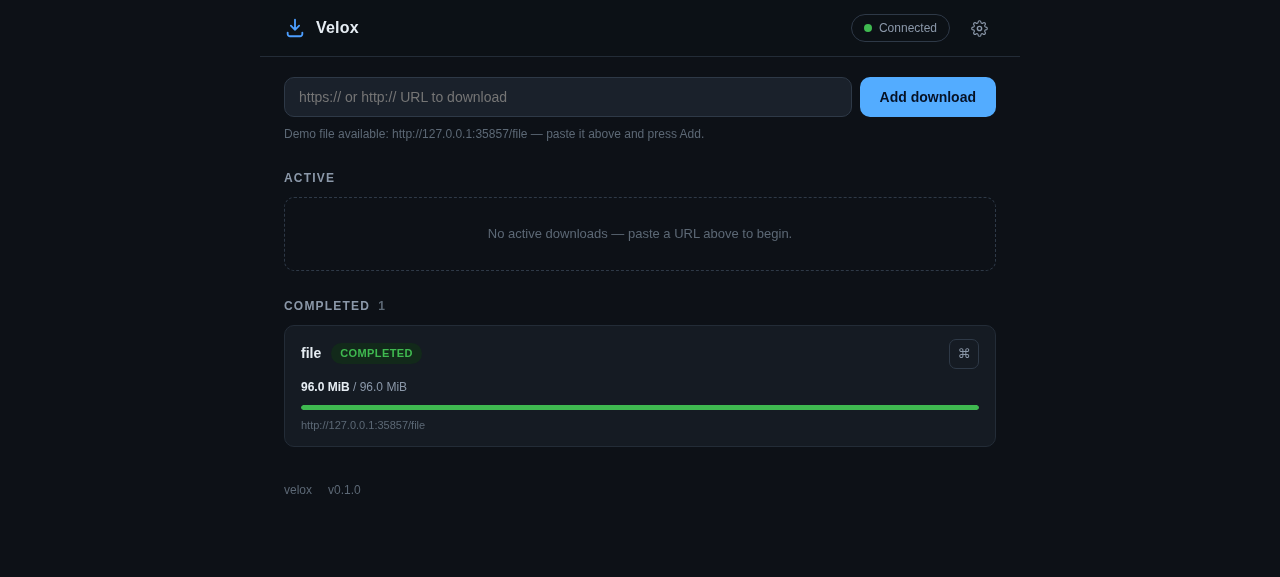 Velox
Connected
https:// or http:// URL to download
Add download
Demo file available: http://127.0.0.1:35857/file — paste it above and press Add.
ACTIVE
No active downloads — paste a URL above to begin.
COMPLETED 1
file COMPLETED ⌘
96.0 MiB / 96.0 MiB
http://127.0.0.1:35857/file
velox v0.1.0